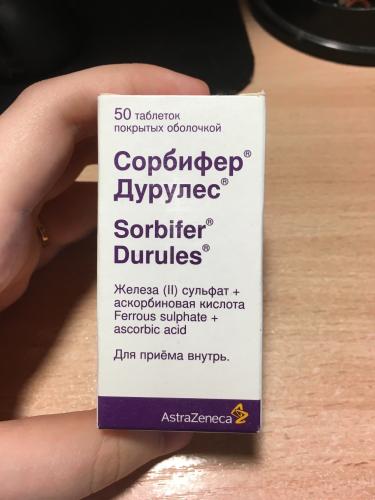 50 таблеток
покрытых оболочкой
Сорбифер®
Дурулес®
Sorbifer®
Durules®
Железа (II) сульфат +
аскорбиновая кислота
Ferrous sulphate +
ascorbic acid
Для приёма внутрь.
AstraZeneca